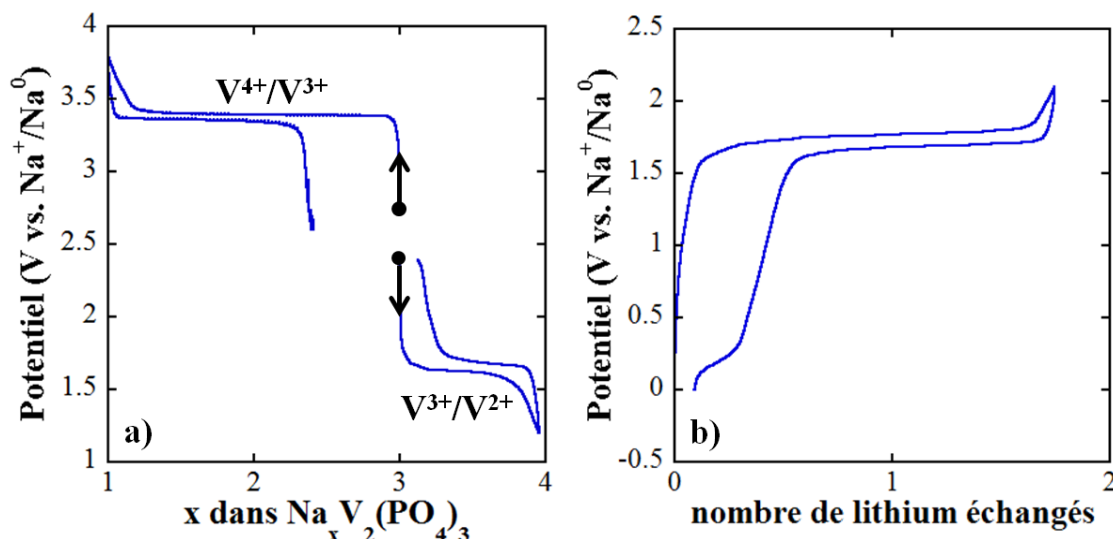 4
3.5
3
2.5
2
1.5
1
Potentiel (V vs. Na⁺/Na⁰)
V⁴⁺/V³⁺
V³⁺/V²⁺
a)
1
2
3
4
x dans NaₓV₂(PO₄)₃
2.5
2
1.5
1
0.5
0
-0.5
Potentiel (V vs. Na⁺/Na⁰)
b)
0
1
2
nombre de lithium échangés